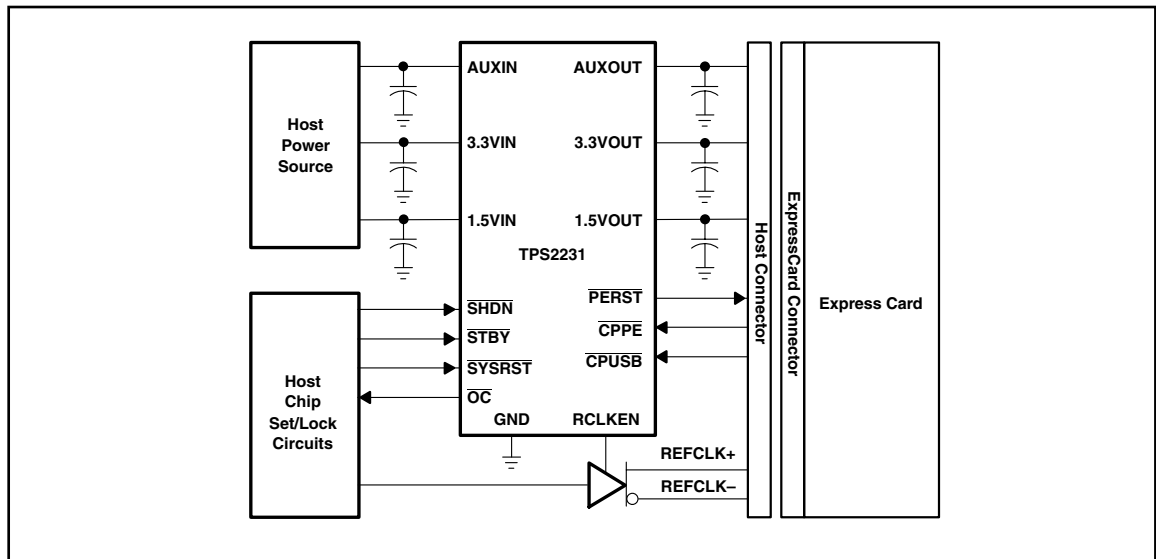 AUXIN
AUXOUT
Host
Power
Source
3.3VIN
3.3VOUT
1.5VIN
1.5VOUT
TPS2231
Host Connector
ExpressCard Connector
Express Card
SHDN
PERST
STBY
CPPE
SYSRST
CPUSB
OC
Host
Chip
Set/Lock
Circuits
GND
RCLKEN
REFCLK+
REFCLK–